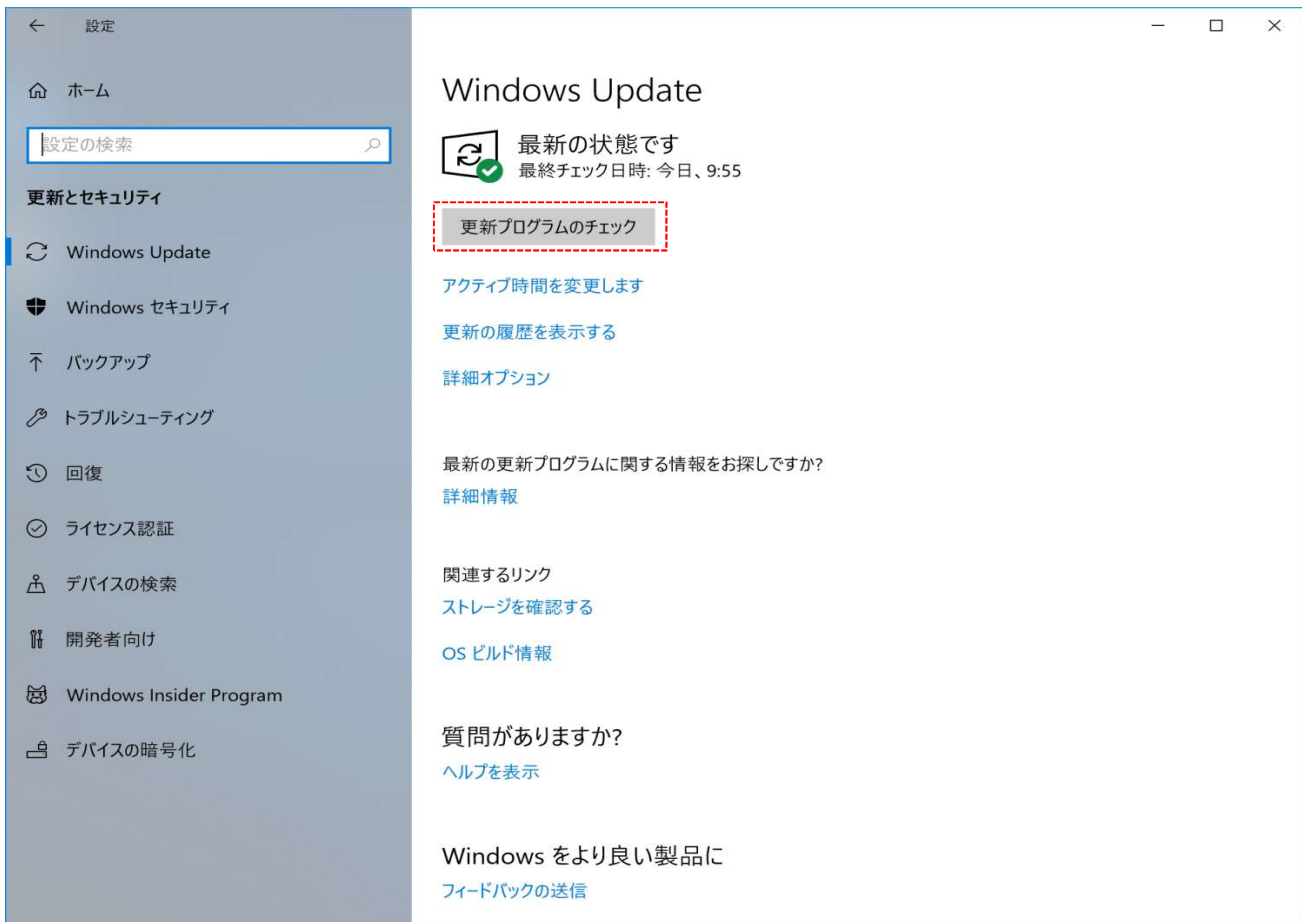 設定
ホーム
設定の検索
更新とセキュリティ
Windows Update
Windows セキュリティ
バックアップ
トラブルシューティング
回復
ライセンス認証
デバイスの検索
開発者向け
Windows Insider Program
デバイスの暗号化
Windows Update
最新の状態です
最終チェック日時: 今日、9:55
更新プログラムのチェック
アクティブ時間を変更します
更新の履歴を表示する
詳細オプション
最新の更新プログラムに関する情報をお探しですか?
詳細情報
関連するリンク
ストレージを確認する
OS ビルド情報
質問がありますか?
ヘルプを表示
Windows をより良い製品に
フィードバックの送信